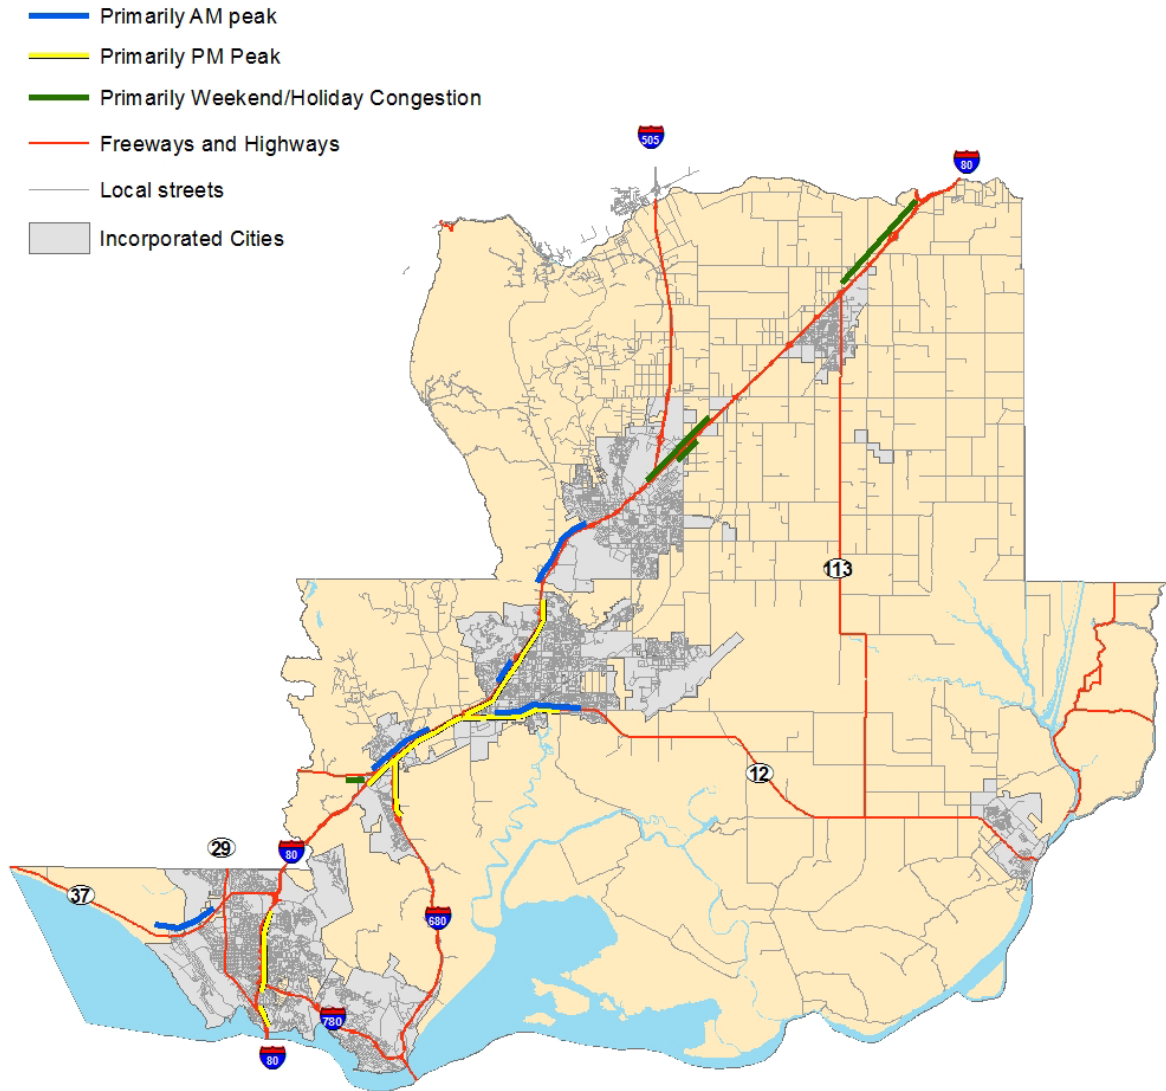 Primarily AM peak
Primarily PM Peak
Primarily Weekend/Holiday Congestion
Freeways and Highways
Local streets
Incorporated Cities
505
80
113
12
29
80
37
680
780
80